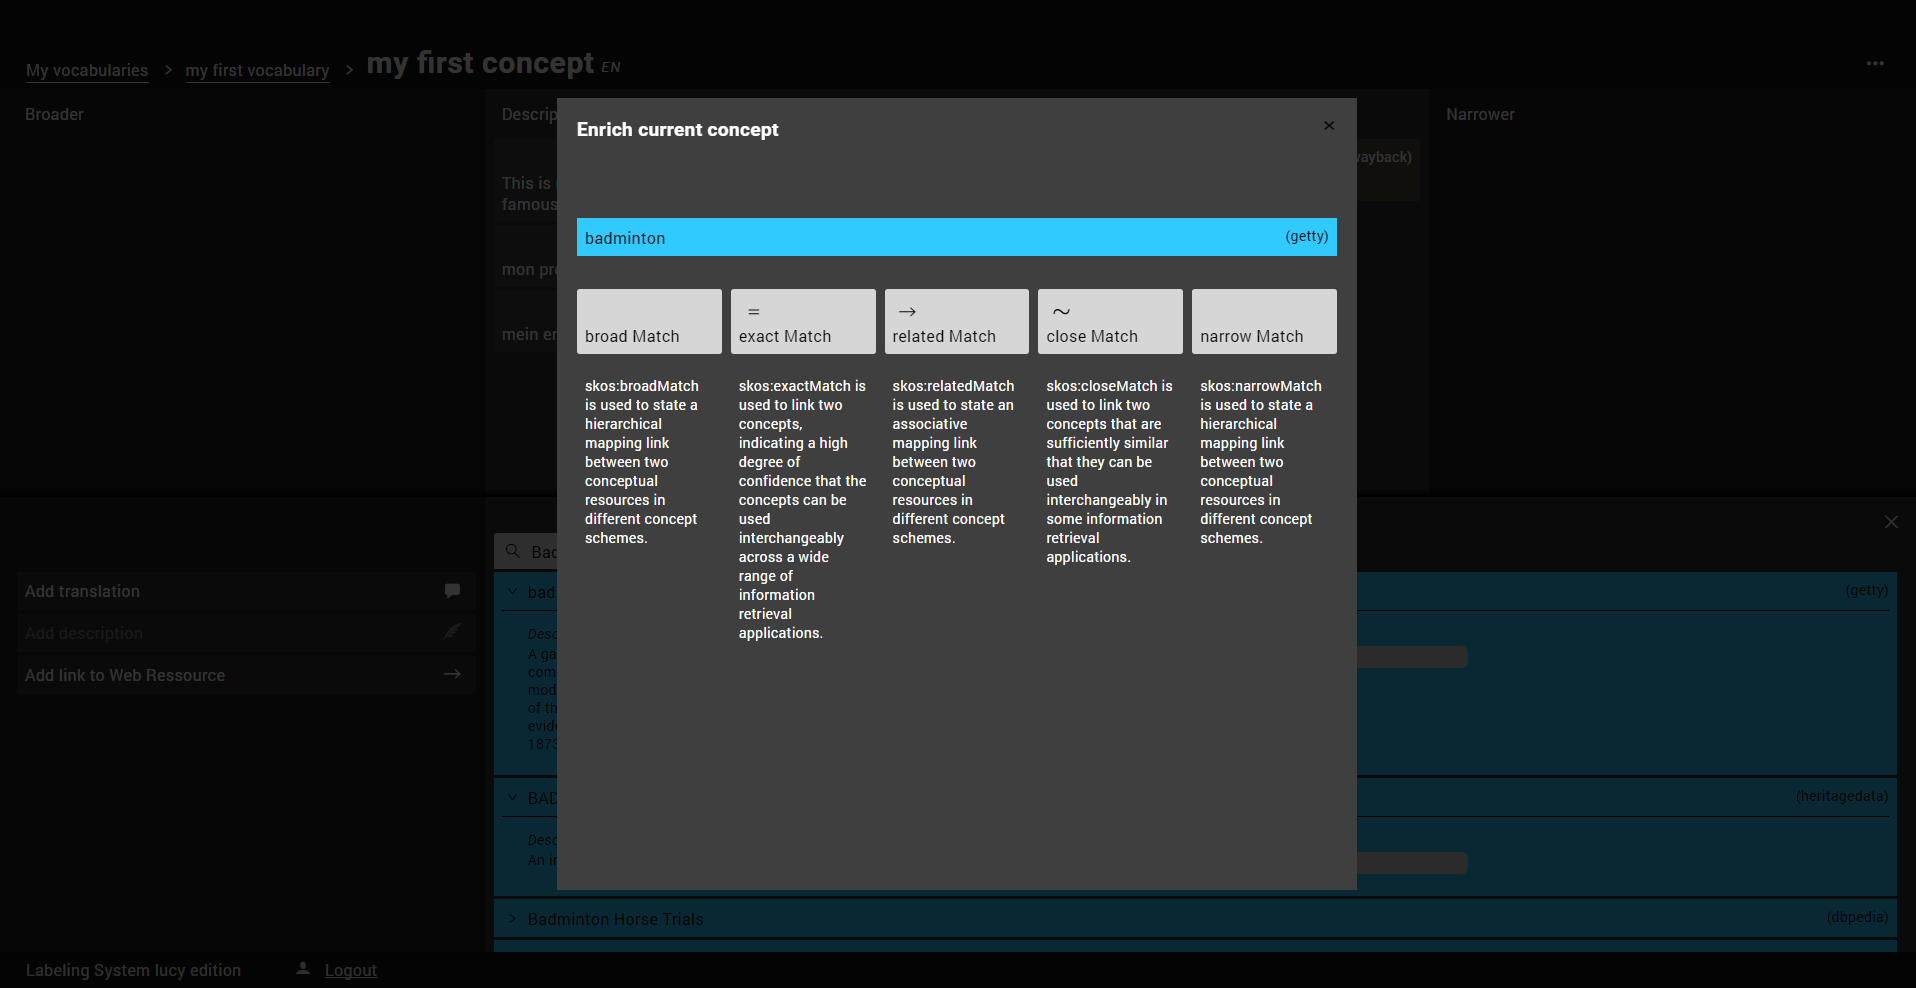 My vocabularies > my first vocabulary > my first concept EN
•••
Broader
Descrip
Narrower
Enrich current concept
×
This is
famous
mon pre
mein er
wayback)
badminton (getty)
broad Match
= exact Match
→ related Match
~ close Match
narrow Match
skos:broadMatch
is used to state a
hierarchical
mapping link
between two
conceptual
resources in
different concept
schemes.
skos:exactMatch is
used to link two
concepts,
indicating a high
degree of
confidence that the
concepts can be
used
interchangeably
across a wide
range of
information
retrieval
applications.
skos:relatedMatch
is used to state an
associative
mapping link
between two
conceptual
resources in
different concept
schemes.
skos:closeMatch is
used to link two
concepts that are
sufficiently similar
that they can be
used
interchangeably in
some information
retrieval
applications.
skos:narrowMatch
is used to state a
hierarchical
mapping link
between two
conceptual
resources in
different concept
schemes.
Add translation
Add description
Add link to Web Ressource
Bad
bad (getty)
Desc
A ga
com
mod
of th
evide
1873
BAD (heritagedata)
Desc
An in
Badminton Horse Trials (dbpedia)
Labeling System lucy edition
Logout